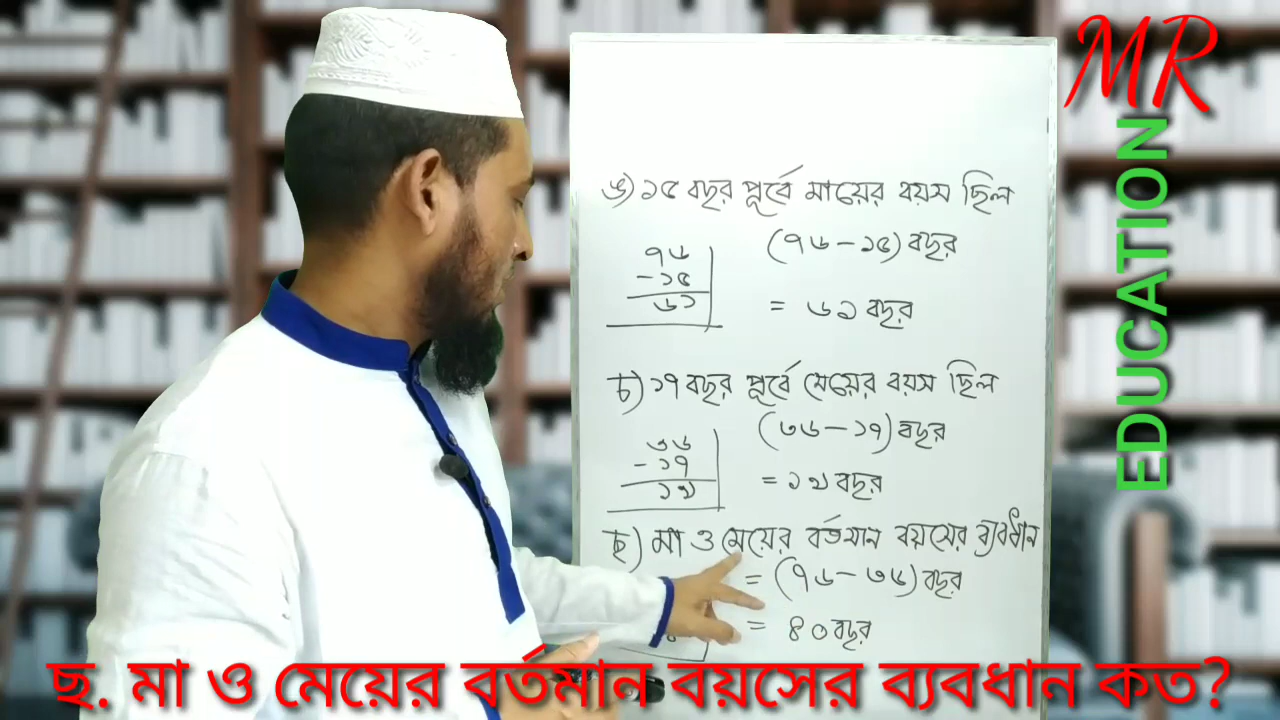 MR
EDUCATION
ঙ) ১৫ বছর পূর্বে মায়ের বয়স ছিল
(৭৬ – ১৫) বছর
৭৬
– ১৫
৬১
= ৬১ বছর
চ) ১৭ বছর পূর্বে মেয়ের বয়স ছিল
(৩৬ – ১৭) বছর
৩৬
– ১৭
১৯
= ১৯ বছর
ছ) মা ও মেয়ের বর্তমান বয়সের ব্যবধান
= (৭৬ – ৩৬) বছর
= ৪০ বছর
ছ. মা ও মেয়ের বর্তমান বয়সের ব্যবধান কত?